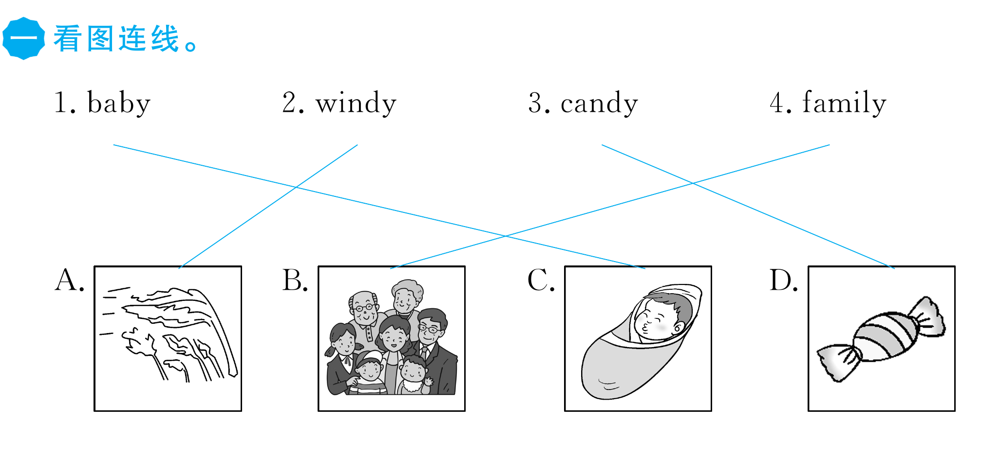 一 看图连线。
1. baby 2. windy 3. candy 4. family
A. B. C. D.